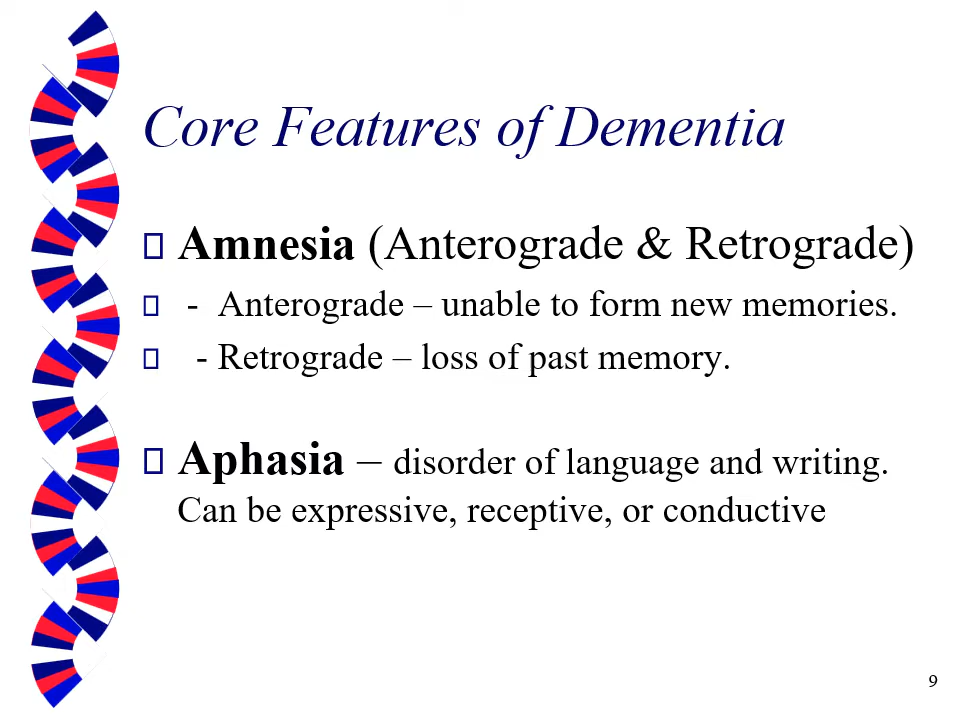 Core Features of Dementia
Amnesia (Anterograde & Retrograde)
- Anterograde – unable to form new memories.
- Retrograde – loss of past memory.
Aphasia – disorder of language and writing.
Can be expressive, receptive, or conductive
9